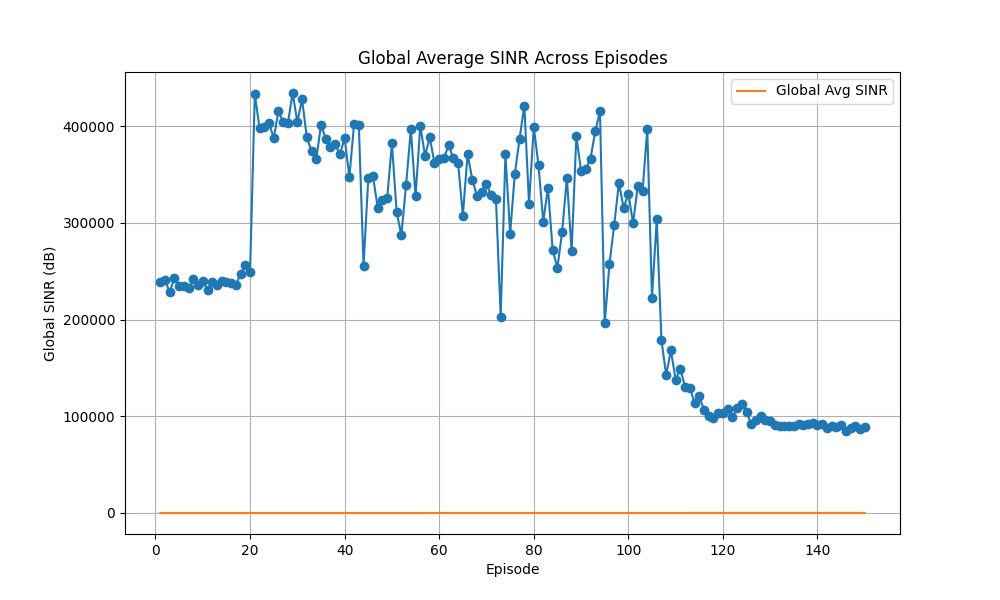 Global Average SINR Across Episodes
Global Avg SINR
400000
300000
200000
100000
0
Global SINR (dB)
0 20 40 60 80 100 120 140
Episode